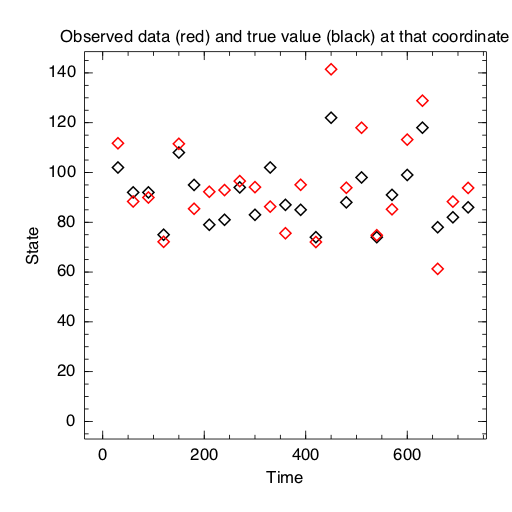 Observed data (red) and true value (black) at that coordinate
140
120
100
80
60
40
20
0
State
0 200 400 600
Time